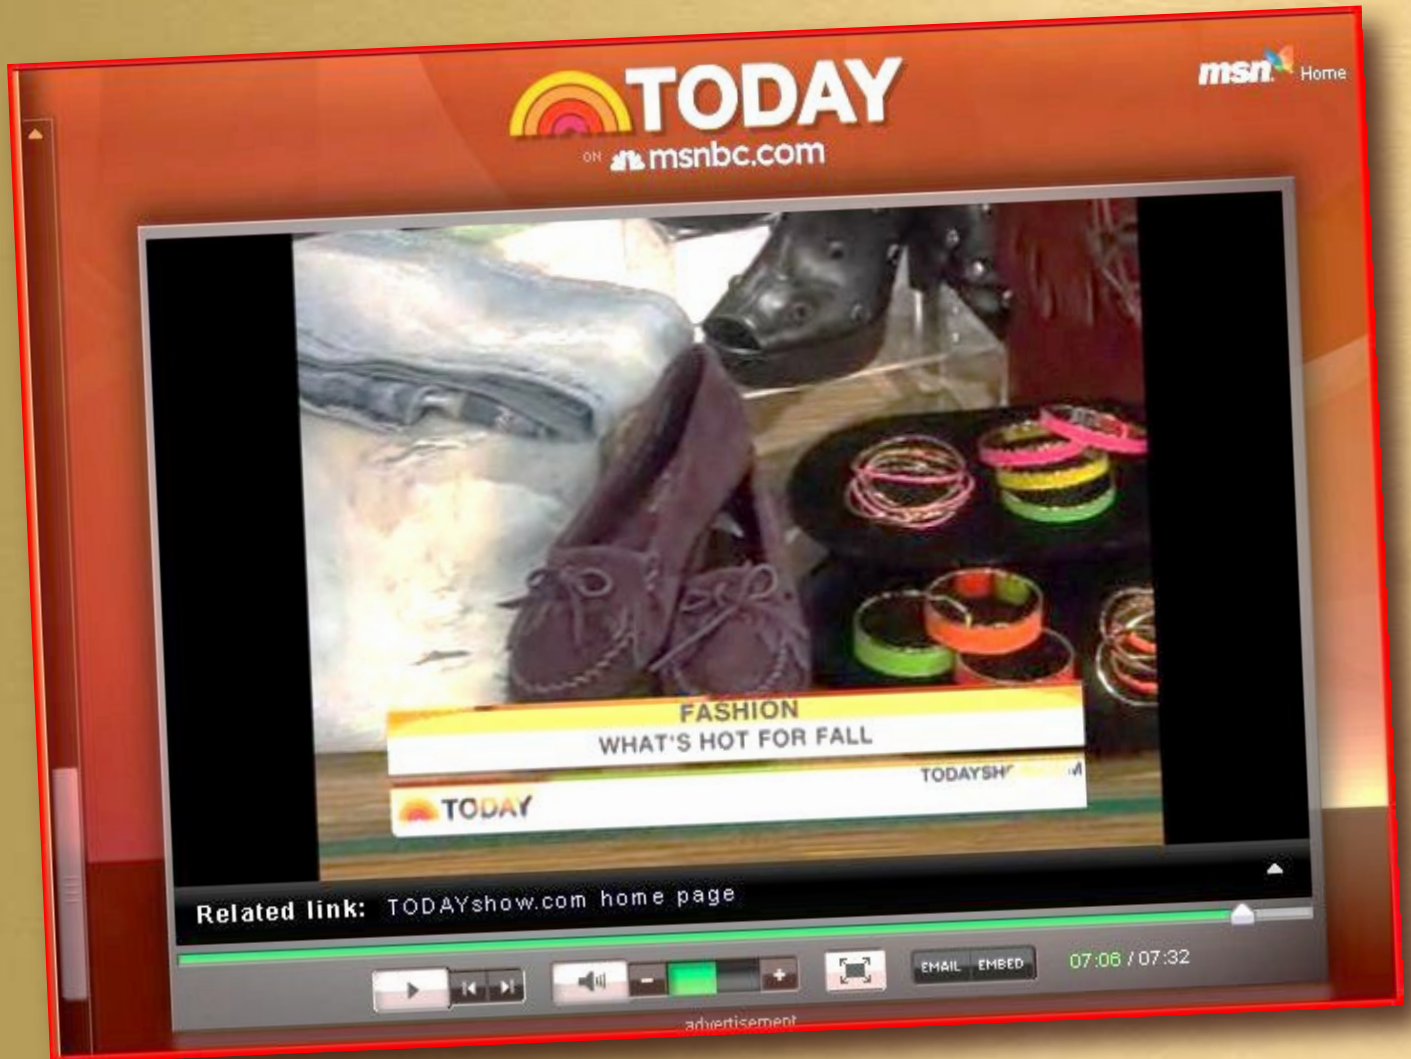 TODAY
ON msnbc.com
msn Home
FASHION
WHAT'S HOT FOR FALL
TODAY
Related link: TODAYshow.com home page
EMAIL EMBED
07:06 / 07:32
advertisement